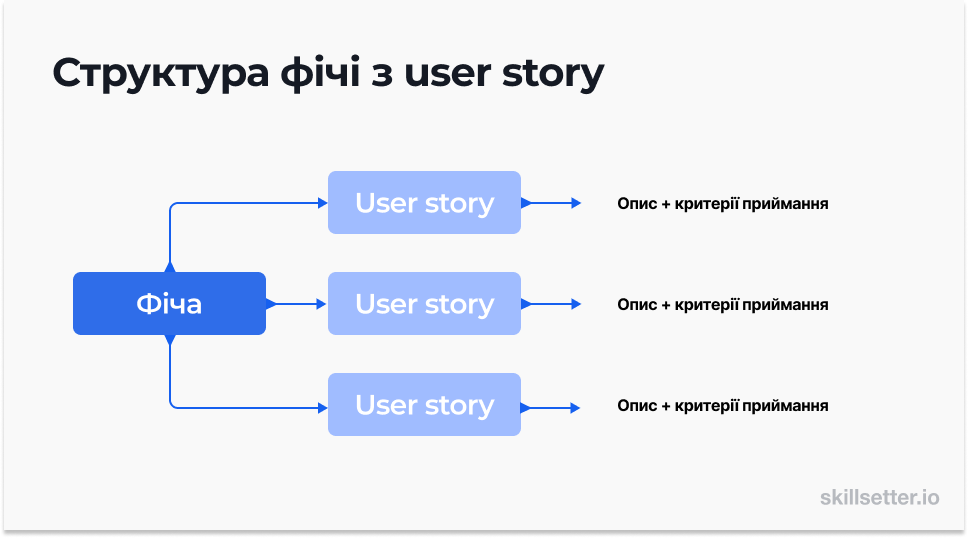 Структура фічі з user story
User story
Опис + критерії приймання
Фіча
User story
Опис + критерії приймання
User story
Опис + критерії приймання
skillsetter.io